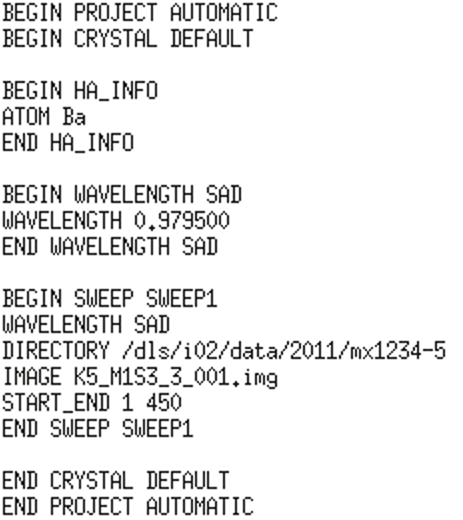 BEGIN PROJECT AUTOMATIC
BEGIN CRYSTAL DEFAULT

BEGIN HA_INFO
ATOM Ba
END HA_INFO

BEGIN WAVELENGTH SAD
WAVELENGTH 0.979500
END WAVELENGTH SAD

BEGIN SWEEP SWEEP1
WAVELENGTH SAD
DIRECTORY /dls/i02/data/2011/mx1234-5
IMAGE K5_M1S3_3_001.img
START_END 1 450
END SWEEP SWEEP1

END CRYSTAL DEFAULT
END PROJECT AUTOMATIC